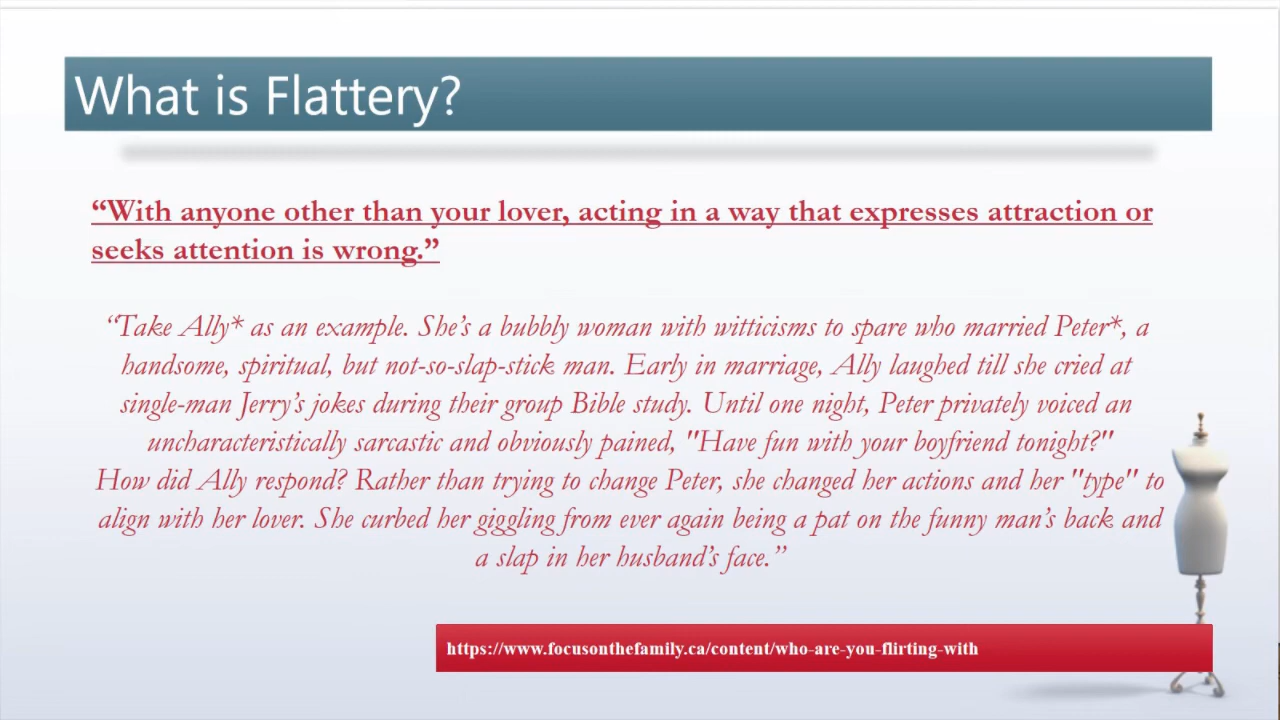 What is Flattery?
“With anyone other than your lover, acting in a way that expresses attraction or
seeks attention is wrong.”
“Take Ally* as an example. She’s a bubbly woman with witticisms to spare who married Peter*, a
handsome, spiritual, but not-so-slap-stick man. Early in marriage, Ally laughed till she cried at
single-man Jerry’s jokes during their group Bible study. Until one night, Peter privately voiced an
uncharacteristically sarcastic and obviously pained, "Have fun with your boyfriend tonight?"
How did Ally respond? Rather than trying to change Peter, she changed her actions and her "type" to
align with her lover. She curbed her giggling from ever again being a pat on the funny man’s back and
a slap in her husband’s face.”
https://www.focusonthefamily.ca/content/who-are-you-flirting-with